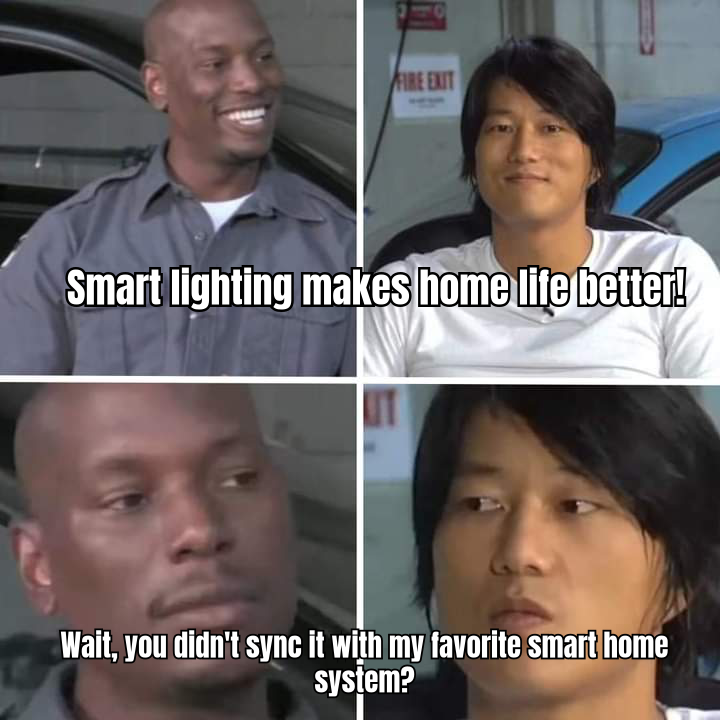 FIRE EXIT
Smart lighting makes home life better!
XIT
Wait, you didn't sync it with my favorite smart home
system?